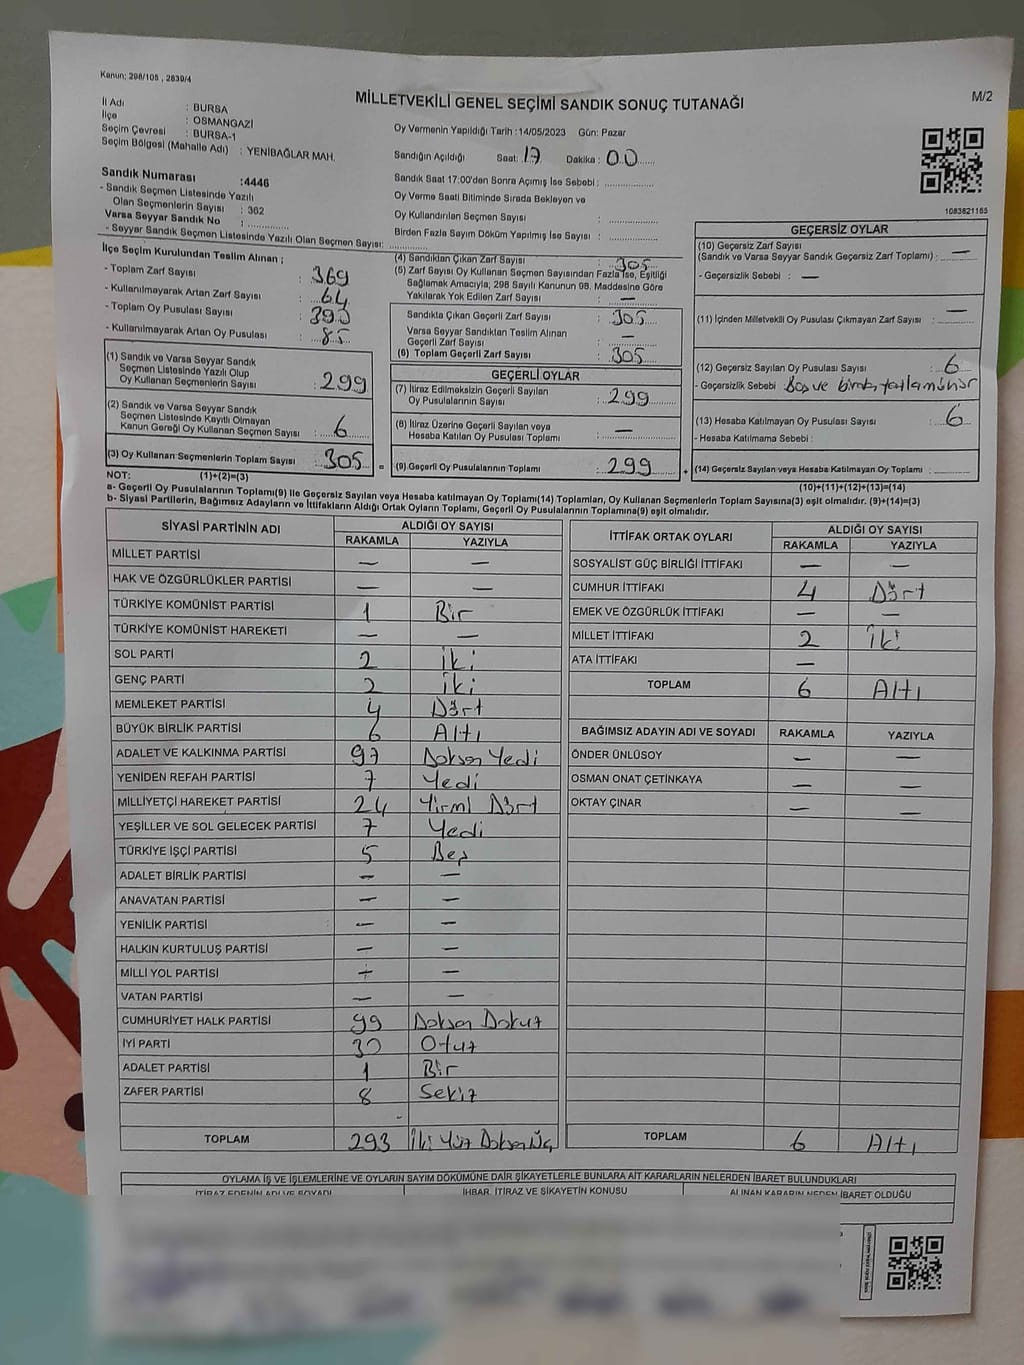 Kanun: 298/105 , 2839/4
MİLLETVEKİLİ GENEL SEÇİMİ SANDIK SONUÇ TUTANAĞI
M/2
İl Adı : BURSA
İlçe : OSMANGAZİ
Seçim Çevresi : BURSA-1
Seçim Bölgesi (Mahalle Adı) : YENİBAĞLAR MAH.
Sandık Numarası :4446
- Sandık Seçmen Listesinde Yazılı
Olan Seçmenlerin Sayısı : 362
Varsa Seyyar Sandık No : ..............
- Seyyar Sandık Seçmen Listesinde Yazılı Olan Seçmen Sayısı: ..............
Oy Vermenin Yapıldığı Tarih : 14/05/2023 Gün: Pazar
Sandığın Açıldığı Saat: 17 Dakika : 00
Sandık Saat 17:00'den Sonra Açımış İse Sebebi : ..................
Oy Verme Saati Bitiminde Sırada Bekleyen ve
Oy Kullandırılan Seçmen Sayısı : ..................
Birden Fazla Sayım Döküm Yapılmış İse Sayısı : ..................
1083821155
İlçe Seçim Kurulundan Teslim Alınan ;
- Toplam Zarf Sayısı : 369
- Kullanılmayarak Artan Zarf Sayısı : 64
- Toplam Oy Pusulası Sayısı : 390
- Kullanılmayarak Artan Oy Pusulası : 85
(1) Sandık ve Varsa Seyyar Sandık
Seçmen Listesinde Yazılı Olup
Oy Kullanan Seçmenlerin Sayısı : 299
(2) Sandık ve Varsa Seyyar Sandık
Seçmen Listesinde Kayıtlı Olmayan
Kanun Gereği Oy Kullanan Seçmen Sayısı : 6
(3) Oy Kullanan Seçmenlerin Toplam Sayısı : 305 =
(4) Sandıktan Çıkan Zarf Sayısı : 305
(5) Zarf Sayısı Oy Kullanan Seçmen Sayısından Fazla İse, Eşitliği
Sağlamak Amacıyla, 298 Sayılı Kanunun 98. Maddesine Göre
Yakılarak Yok Edilen Zarf Sayısı : —
Sandıkta Çıkan Geçerli Zarf Sayısı : 305
Varsa Seyyar Sandıktan Teslim Alınan
Geçerli Zarf Sayısı : —
(6) Toplam Geçerli Zarf Sayısı : 305
GEÇERLİ OYLAR
(7) İtiraz Edilmeksizin Geçerli Sayılan
Oy Pusulalarının Sayısı : 299
(8) İtiraz Üzerine Geçerli Sayılan veya
Hesaba Katılan Oy Pusulası Toplamı : —
(9) Geçerli Oy Pusulalarının Toplamı : 299 +
GEÇERSİZ OYLAR
(10) Geçersiz Zarf Sayısı
(Sandık ve Varsa Seyyar Sandık Geçersiz Zarf Toplamı) : —
- Geçersizlik Sebebi : —
(11) İçinden Milletvekili Oy Pusulası Çıkmayan Zarf Sayısı : —
(12) Geçersiz Sayılan Oy Pusulası Sayısı : 6
- Geçersizlik Sebebi Boş ve
(13) Hesaba Katılmayan Oy Pusulası Sayısı : 6
- Hesaba Katılmama Sebebi :
(14) Geçersiz Sayılan veya Hesaba Katılmayan Oy Toplamı : ............
NOT: (1)+(2)=(3)
(10)+(11)+(12)+(13)=(14)
a- Geçerli Oy Pusulalarının Toplamı(9) ile Geçersiz Sayılan veya Hesaba katılmayan Oy Toplamı(14) Toplamları, Oy Kullanan Seçmenlerin Toplam Sayısına(3) eşit olmalıdır. (9)+(14)=(3)
b- Siyasi Partilerin, Bağımsız Adayların ve İttifakların Aldığı Ortak Oyların Toplamı, Geçerli Oy Pusulalarının Toplamına(9) eşit olmalıdır.
SİYASİ PARTİNİN ADI ALDIĞI OY SAYISI
RAKAMLA YAZIYLA
MİLLET PARTİSİ — —
HAK VE ÖZGÜRLÜKLER PARTİSİ — —
TÜRKİYE KOMÜNİST PARTİSİ 1 Bir
TÜRKİYE KOMÜNİST HAREKETİ — —
SOL PARTİ 2 İki
GENÇ PARTİ 2 İki
MEMLEKET PARTİSİ 4 Dört
BÜYÜK BİRLİK PARTİSİ 6 Altı
ADALET VE KALKINMA PARTİSİ 97 Doksan Yedi
YENİDEN REFAH PARTİSİ 7 Yedi
MİLLİYETÇİ HAREKET PARTİSİ 24 Yirmi Dört
YEŞİLLER VE SOL GELECEK PARTİSİ 7 Yedi
TÜRKİYE İŞÇİ PARTİSİ 5 Beş
ADALET BİRLİK PARTİSİ — —
ANAVATAN PARTİSİ — —
YENİLİK PARTİSİ — —
HALKIN KURTULUŞ PARTİSİ — —
MİLLİ YOL PARTİSİ — —
VATAN PARTİSİ — —
CUMHURİYET HALK PARTİSİ 99 Doksan Dokuz
İYİ PARTİ 30 Otuz
ADALET PARTİSİ 1 Bir
ZAFER PARTİSİ 8 Sekiz
TOPLAM 293 İki Yüz Doksan Üç
İTTİFAK ORTAK OYLARI ALDIĞI OY SAYISI
RAKAMLA YAZIYLA
SOSYALİST GÜÇ BİRLİĞİ İTTİFAKI — —
CUMHUR İTTİFAKI 4 Dört
EMEK VE ÖZGÜRLÜK İTTİFAKI — —
MİLLET İTTİFAKI 2 İki
ATA İTTİFAKI —
TOPLAM 6 Altı
BAĞIMSIZ ADAYIN ADI VE SOYADI RAKAMLA YAZIYLA
ÖNDER ÜNLÜSOY — —
OSMAN ONAT ÇETİNKAYA — —
OKTAY ÇINAR — —
TOPLAM 6 Altı
OYLAMA İŞ VE İŞLEMLERİNE VE OYLARIN SAYIM DÖKÜMÜNE DAİR ŞİKAYETLERLE BUNLARA AİT KARARLARIN NELERDEN İBARET BULUNDUKLARI
İTİRAZ EDENİN ADI VE SOYADI İHBAR, İTİRAZ VE ŞİKAYETİN KONUSU ALINAN KARARIN NEDEN İBARET OLDUĞU